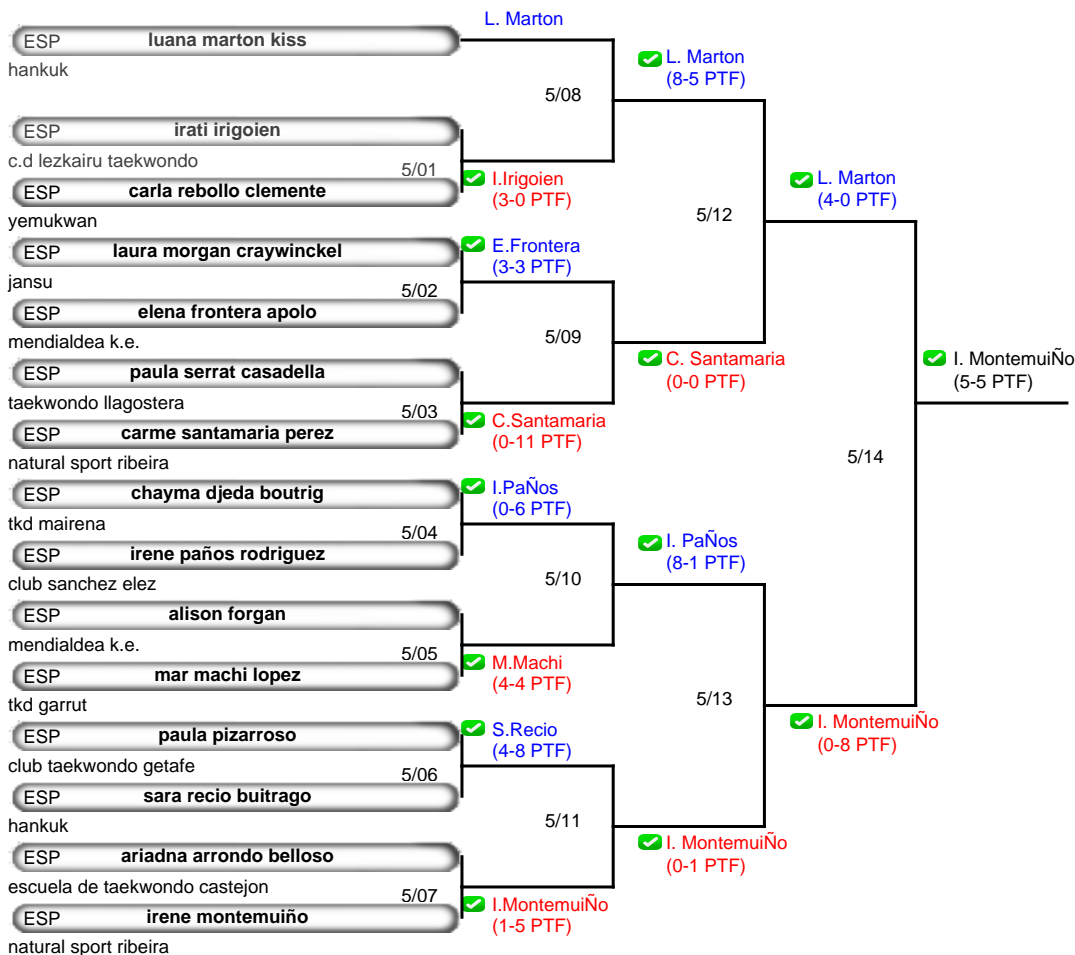 L. Marton
ESP luana marton kiss
hankuk
L. Marton
(8-5 PTF)
5/08
ESP irati irigoien
c.d lezkairu taekwondo
5/01
I.Irigoien
(3-0 PTF)
ESP carla rebollo clemente
yemukwan
L. Marton
(4-0 PTF)
5/12
ESP laura morgan craywinckel
jansu
E.Frontera
(3-3 PTF)
5/02
ESP elena frontera apolo
mendialdea k.e.
5/09
C. Santamaria
(0-0 PTF)
I. MontemuiÑo
(5-5 PTF)
ESP paula serrat casadella
taekwondo llagostera
5/03
C.Santamaria
(0-11 PTF)
ESP carme santamaria perez
natural sport ribeira
5/14
ESP chayma djeda boutrig
tkd mairena
I.PaÑos
(0-6 PTF)
5/04
ESP irene paños rodriguez
club sanchez elez
I. PaÑos
(8-1 PTF)
5/10
ESP alison forgan
mendialdea k.e.
5/05
M.Machi
(4-4 PTF)
ESP mar machi lopez
tkd garrut
5/13
I. MontemuiÑo
(0-8 PTF)
ESP paula pizarroso
club taekwondo getafe
S.Recio
(4-8 PTF)
5/06
ESP sara recio buitrago
hankuk
5/11
I. MontemuiÑo
(0-1 PTF)
ESP ariadna arrondo belloso
escuela de taekwondo castejon
5/07
I.MontemuiÑo
(1-5 PTF)
ESP irene montemuiño
natural sport ribeira